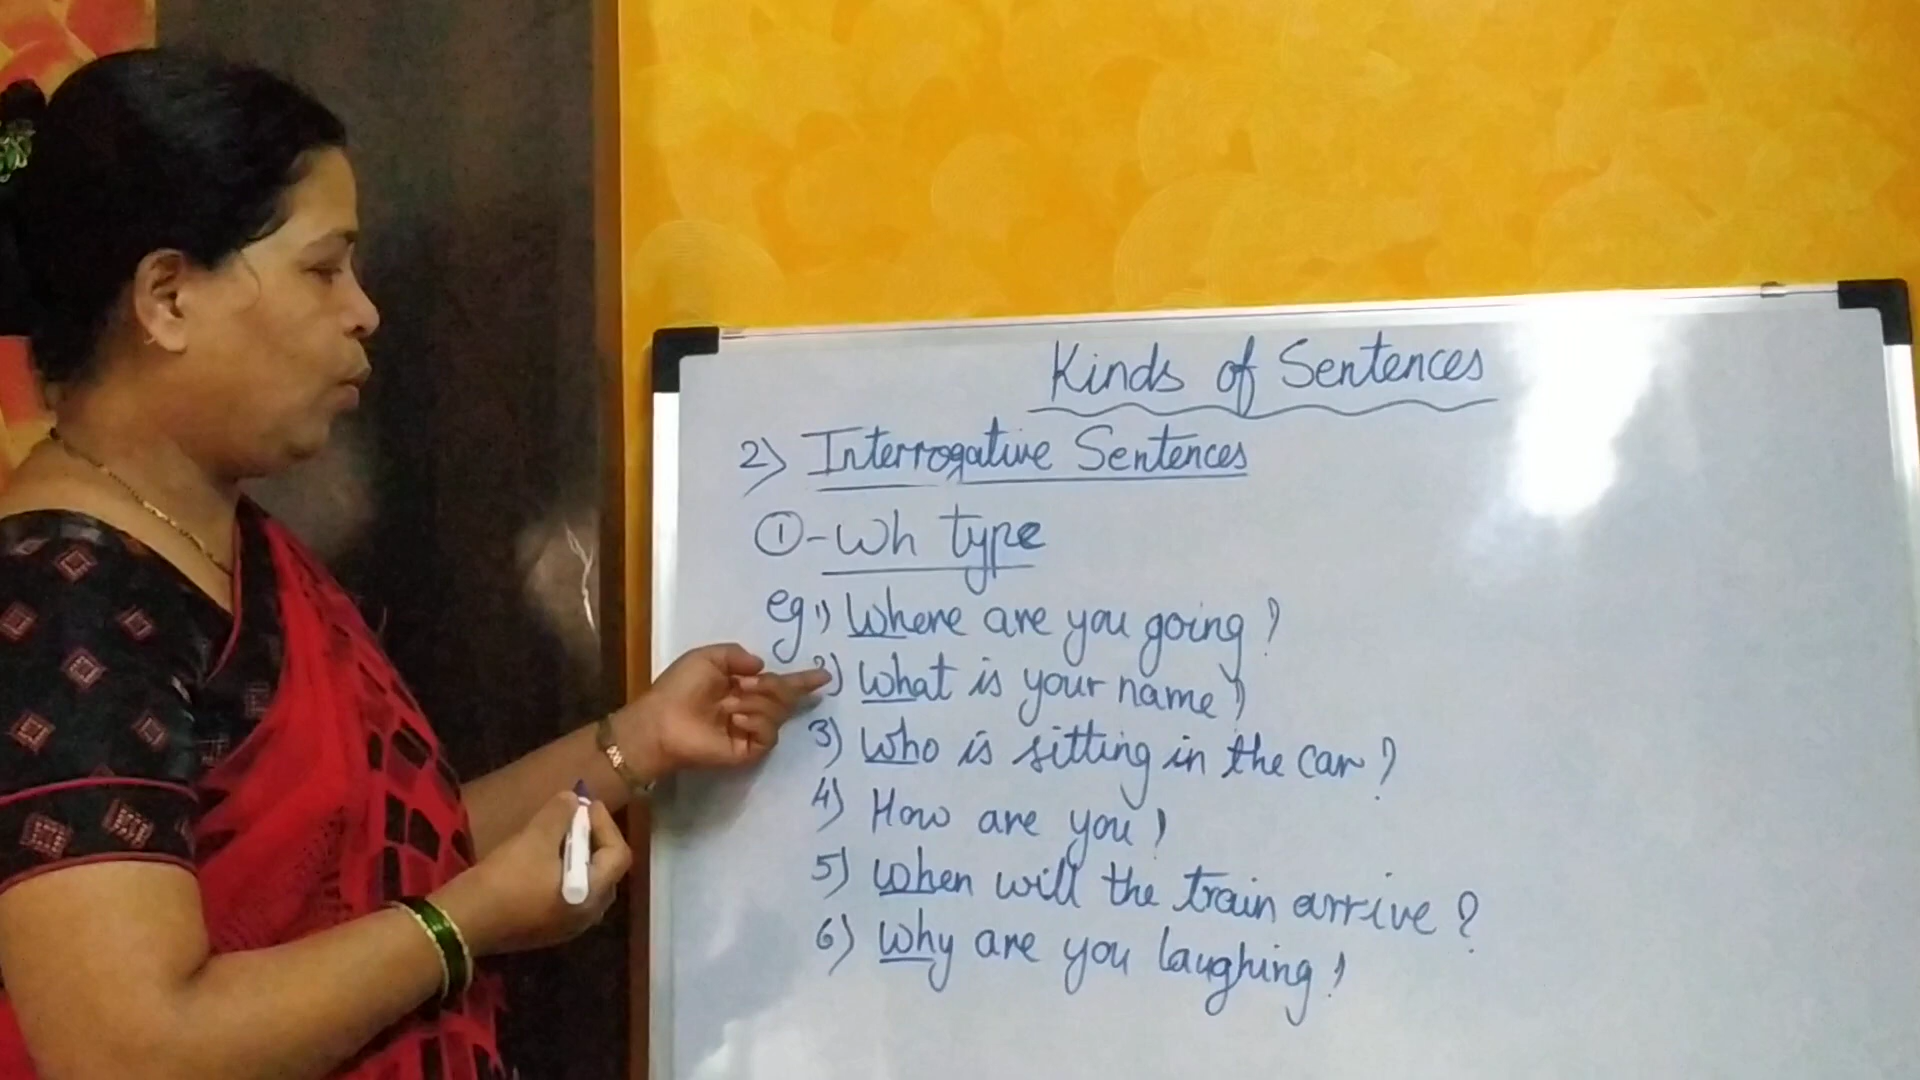 Kinds of Sentences
2) Interrogative Sentences
①-Wh type
eg 1) Where are you going?
2) What is your name?
3) Who is sitting in the car?
4) How are you?
5) When will the train arrive?
6) Why are you laughing?